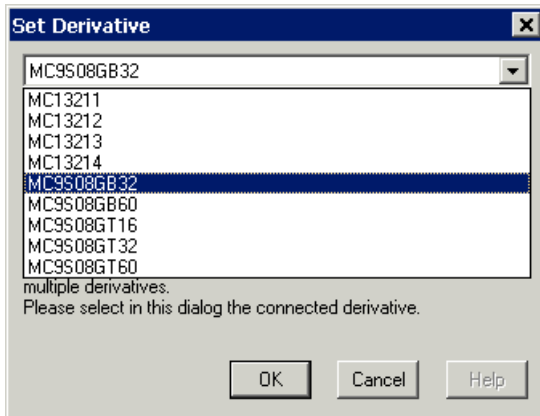 Set Derivative
MC9S08GB32
MC13211
MC13212
MC13213
MC13214
MC9S08GB32
MC9S08GB60
MC9S08GT16
MC9S08GT32
MC9S08GT60
multiple derivatives.
Please select in this dialog the connected derivative.
OK Cancel Help